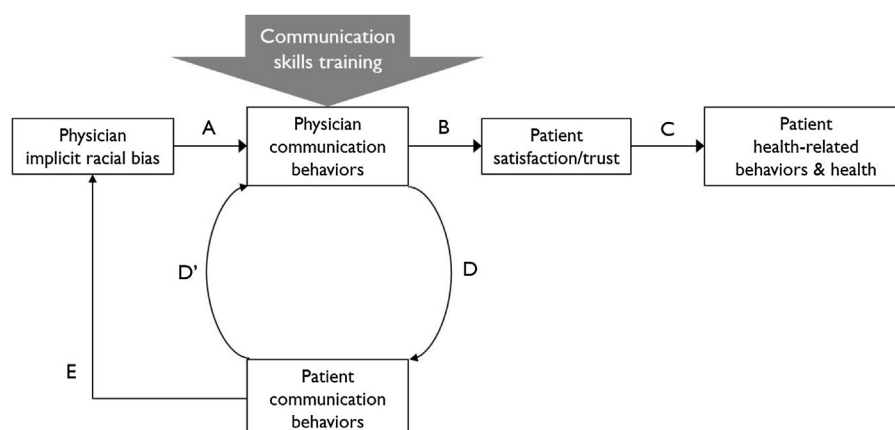 Communication
skills training
A
B
C
Physician
implicit racial bias
Physician
communication
behaviors
Patient
satisfaction/trust
Patient
health-related
behaviors & health
D'
D
E
Patient
communication
behaviors